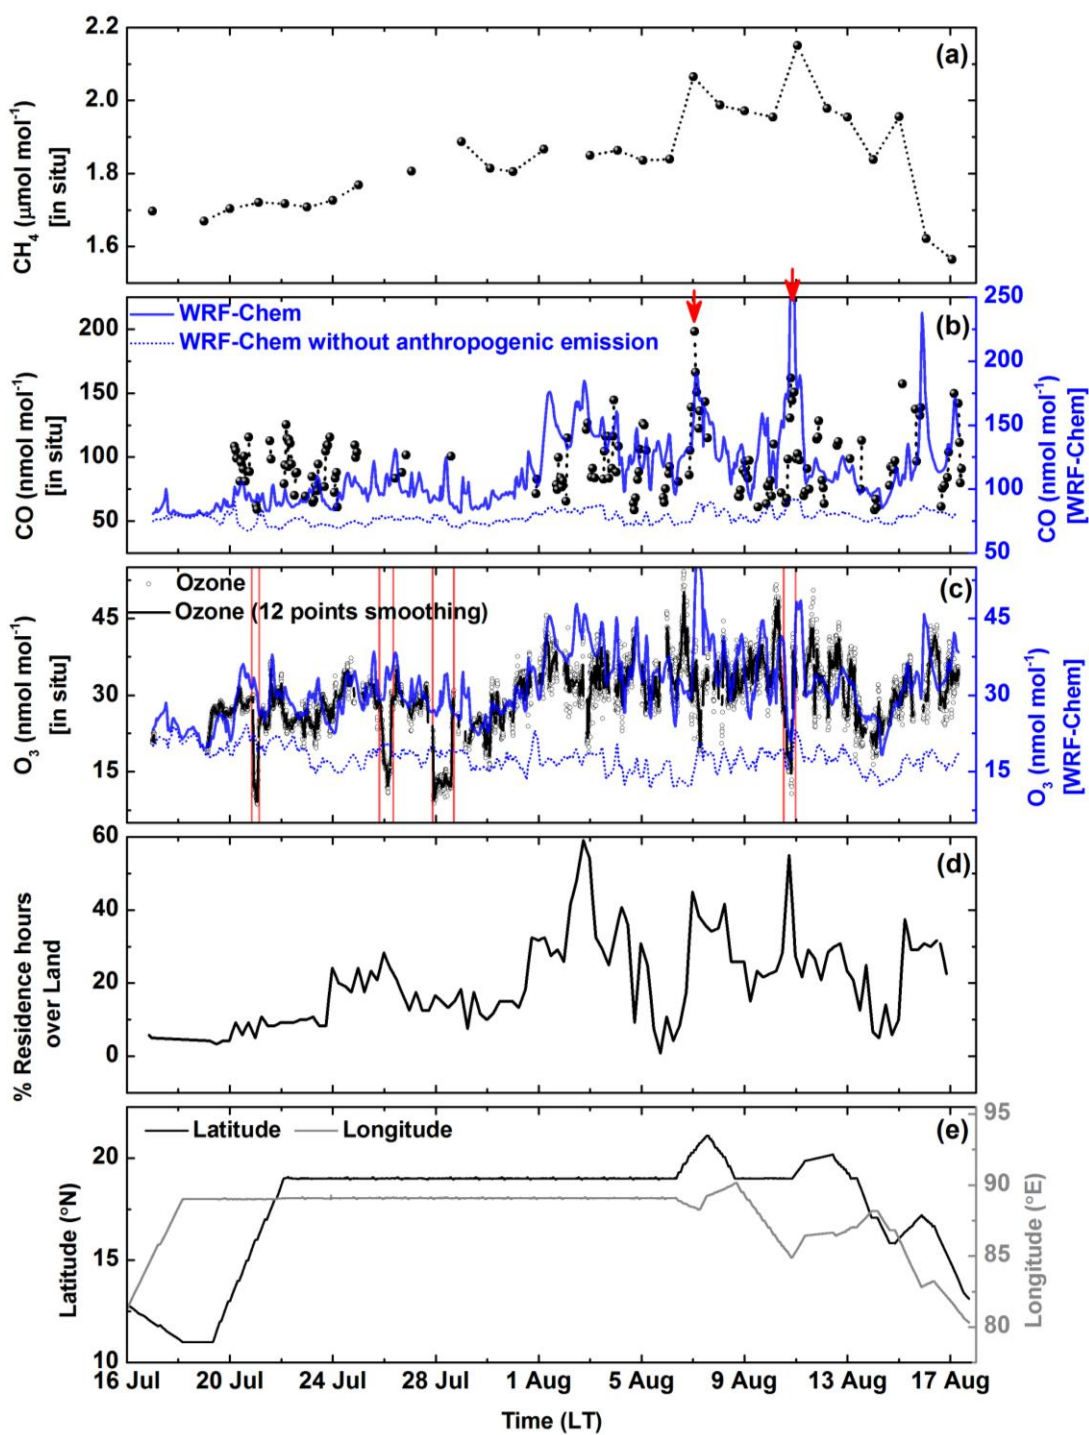 2.2
2.0
1.8
1.6
CH₄ (μmol mol⁻¹)
[in situ]
(a)
200
150
100
50
CO (nmol mol⁻¹)
[in situ]
WRF-Chem
WRF-Chem without anthropogenic emission
(b)
250
200
150
100
50
CO (nmol mol⁻¹)
[WRF-Chem]
45
30
15
O₃ (nmol mol⁻¹)
[in situ]
Ozone
Ozone (12 points smoothing)
(c)
45
30
15
O₃ (nmol mol⁻¹)
[WRF-Chem]
60
40
20
0
% Residence hours
over Land
(d)
20
15
10
Latitude (°N)
Latitude
Longitude
(e)
95
90
85
80
Longitude (°E)
16 Jul 20 Jul 24 Jul 28 Jul 1 Aug 5 Aug 9 Aug 13 Aug 17 Aug
Time (LT)